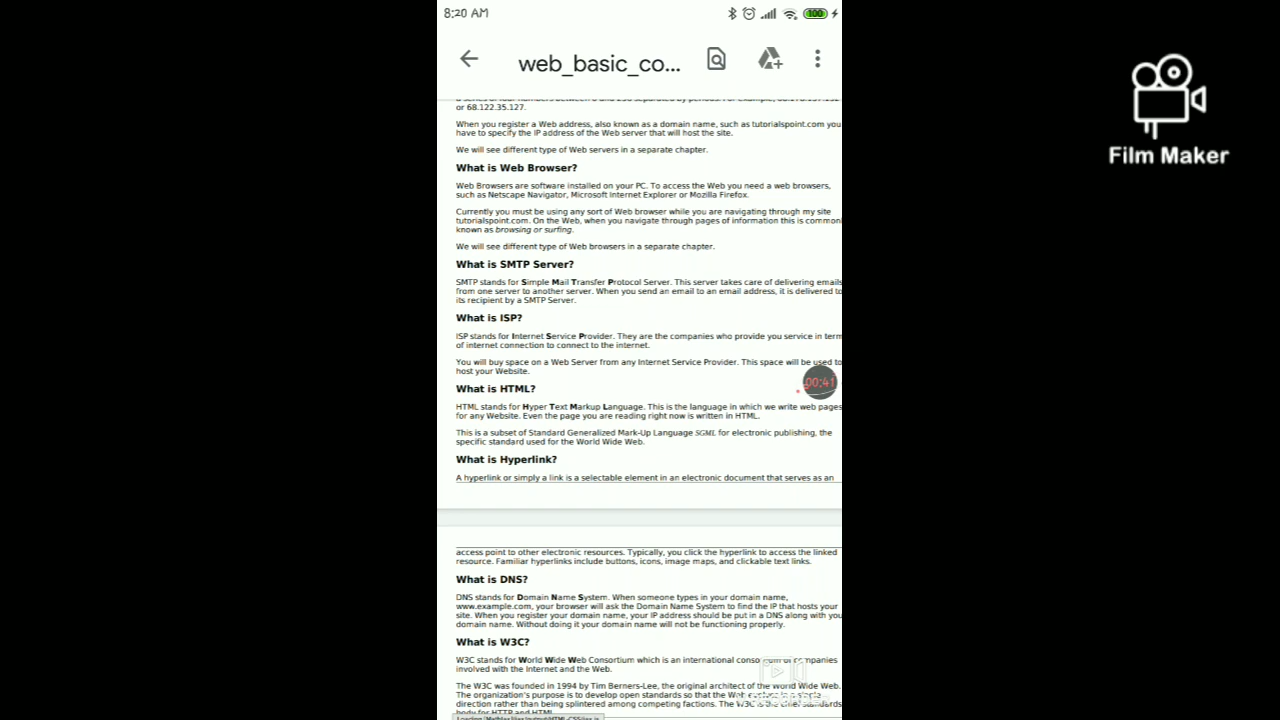 8:20 AM
100
web_basic_co...
Film Maker
or 68.122.35.127.
When you register a Web address, also known as a domain name, such as tutorialspoint.com you
have to specify the IP address of the Web server that will host the site.
We will see different type of Web servers in a separate chapter.
What is Web Browser?
Web Browsers are software installed on your PC. To access the Web you need a web browsers,
such as Netscape Navigator, Microsoft Internet Explorer or Mozilla Firefox.
Currently you must be using any sort of Web browser while you are navigating through my site
tutorialspoint.com. On the Web, when you navigate through pages of information this is common
known as browsing or surfing.
We will see different type of Web browsers in a separate chapter.
What is SMTP Server?
SMTP stands for Simple Mail Transfer Protocol Server. This server takes care of delivering emails
from one server to another server. When you send an email to an email address, it is delivered to
its recipient by a SMTP Server.
What is ISP?
ISP stands for Internet Service Provider. They are the companies who provide you service in term
of internet connection to connect to the internet.
You will buy space on a Web Server from any Internet Service Provider. This space will be used to
host your Website.
00:41
What is HTML?
HTML stands for Hyper Text Markup Language. This is the language in which we write web pages
for any Website. Even the page you are reading right now is written in HTML.
This is a subset of Standard Generalized Mark-Up Language SGML for electronic publishing, the
specific standard used for the World Wide Web.
What is Hyperlink?
A hyperlink or simply a link is a selectable element in an electronic document that serves as an
access point to other electronic resources. Typically, you click the hyperlink to access the linked
resource. Familiar hyperlinks include buttons, icons, image maps, and clickable text links.
What is DNS?
DNS stands for Domain Name System. When someone types in your domain name,
www.example.com, your browser will ask the Domain Name System to find the IP that hosts your
site. When you register your domain name, your IP address should be put in a DNS along with you
domain name. Without doing it your domain name will not be functioning properly.
What is W3C?
W3C stands for World Wide Web Consortium which is an international of companies
involved with the Internet and the Web.
The W3C was founded in 1994 by Tim Berners-Lee, the original architect of the World Wide Web.
The organization's purpose is to develop open standards so that the Web in a single
direction rather than being splintered among competing factions. The W3C is the chief standards
body for HTTP and HTML.